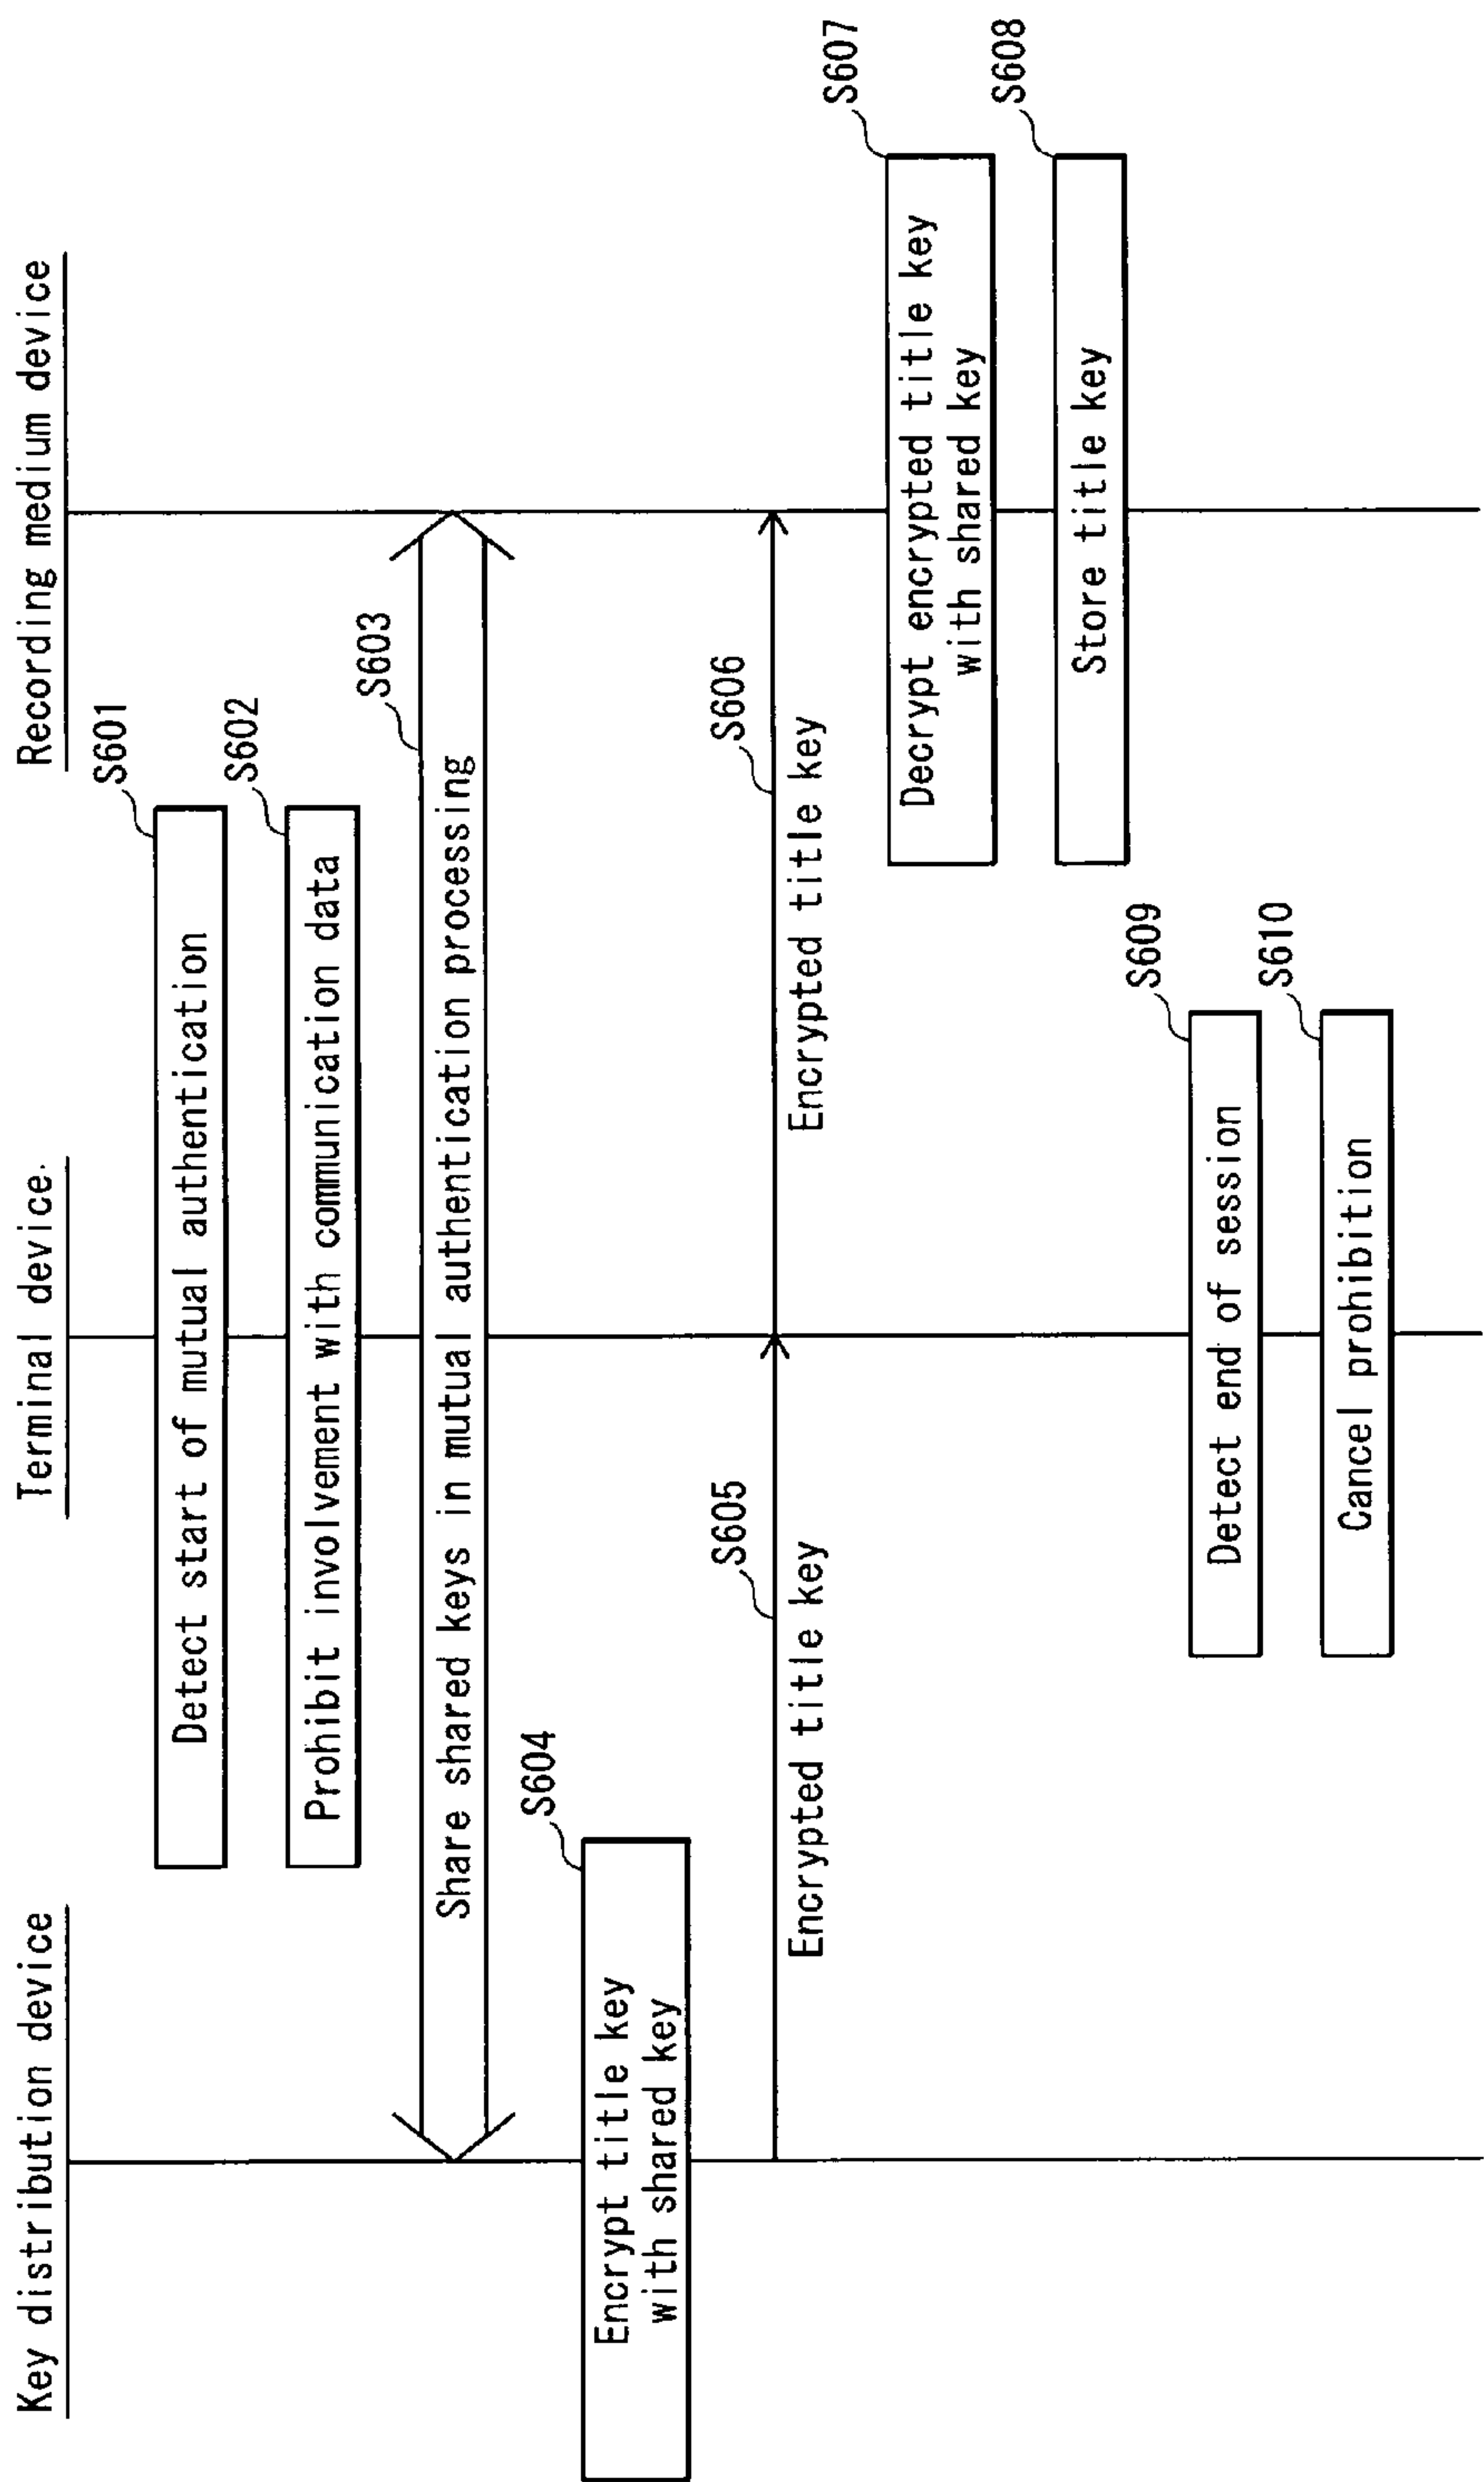 Key distribution device
Terminal device
Recording medium device
S601
Detect start of mutual authentication
S602
Prohibit involvement with communication data
S603
Share shared keys in mutual authentication processing
S604
Encrypt title key
with shared key
S605
Encrypted title key
S606
Encrypted title key
S607
Decrypt encrypted title key
with shared key
S608
Store title key
S609
Detect end of session
S610
Cancel prohibition